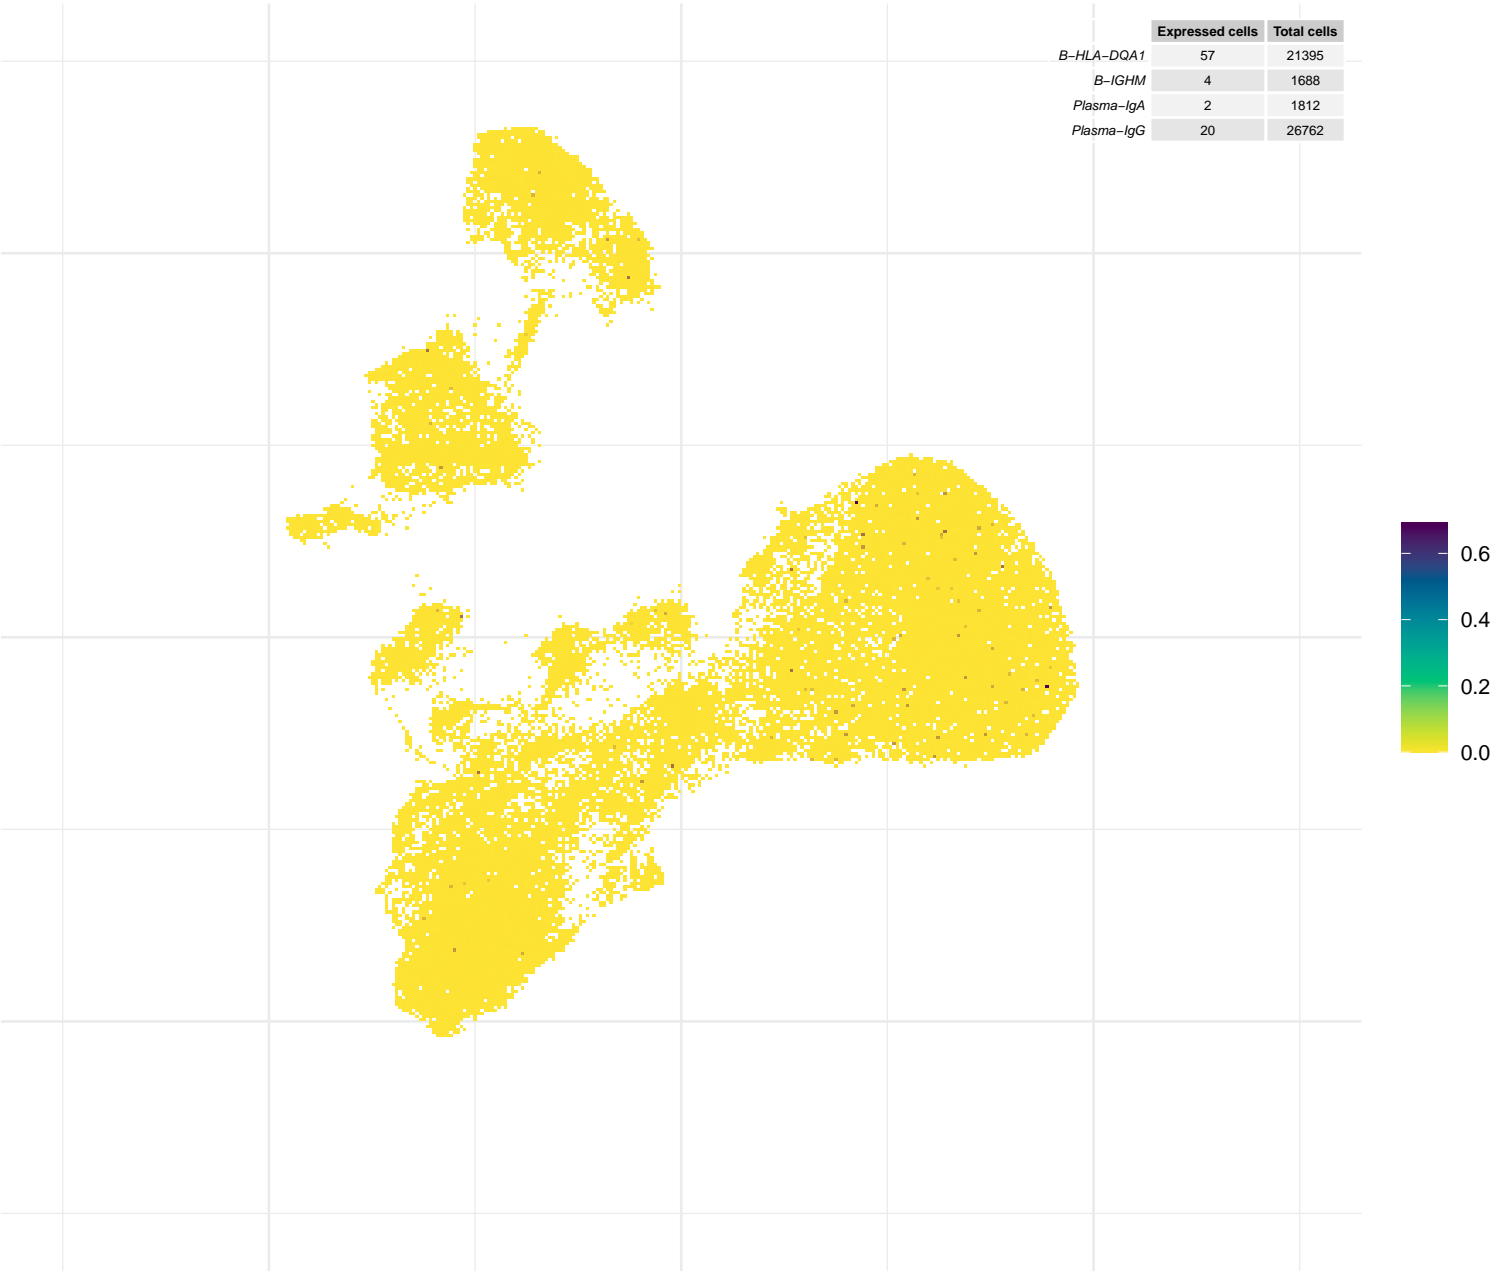 Expressed cells Total cells
B−HLA−DQA1 57 21395
B−IGHM 4 1688
Plasma−IgA 2 1812
Plasma−IgG 20 26762
0.6
0.4
0.2
0.0